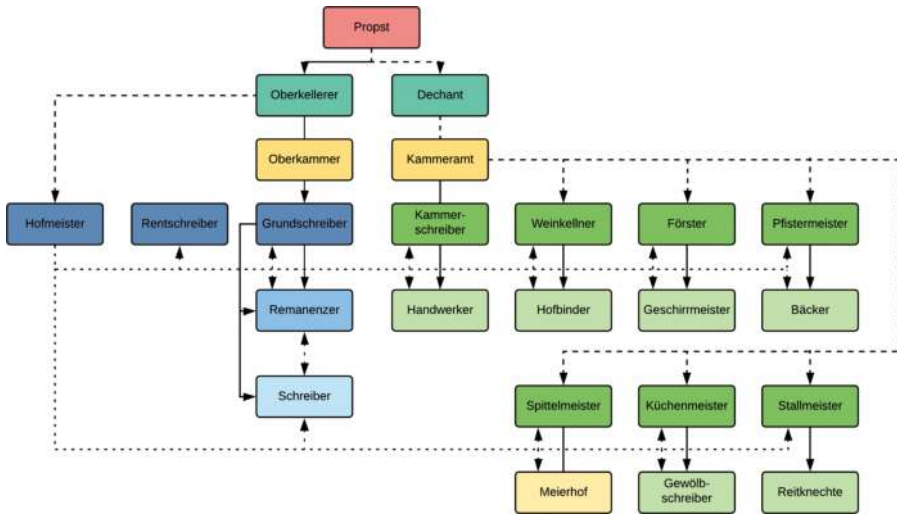 Propst
Oberkellerer
Dechant
Oberkammer
Kammeramt
Hofmeister
Rentschreiber
Grundschreiber
Kammer-
schreiber
Weinkellner
Förster
Pfistermeister
Remanenzer
Handwerker
Hofbinder
Geschirrmeister
Bäcker
Schreiber
Spittelmeister
Küchenmeister
Stallmeister
Meierhof
Gewölb-
schreiber
Reitknechte